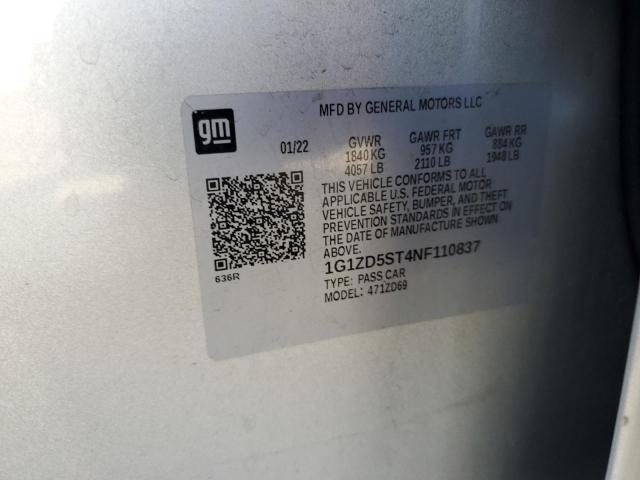 MFD BY GENERAL MOTORS LLC
gm
01/22 GVWR GAWR FRT GAWR RR
1840 KG 957 KG 884 KG
4057 LB 2110 LB 1948 LB
THIS VEHICLE CONFORMS TO ALL
APPLICABLE U.S. FEDERAL MOTOR
VEHICLE SAFETY, BUMPER, AND THEFT
PREVENTION STANDARDS IN EFFECT ON
THE DATE OF MANUFACTURE SHOWN
ABOVE.
636R
1G1ZD5ST4NF110837
TYPE: PASS CAR
MODEL: 471ZD69